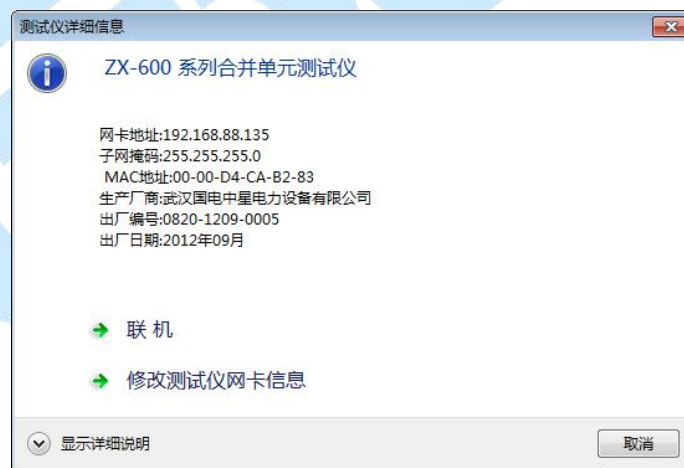 测试仪详细信息
ZX-600 系列合并单元测试仪
网卡地址:192.168.88.135
子网掩码:255.255.255.0
MAC地址:00-00-D4-CA-B2-83
生产厂商:武汉国电中星电力设备有限公司
出厂编号:0820-1209-0005
出厂日期:2012年09月
联 机
修改测试仪网卡信息
显示详细说明
取消